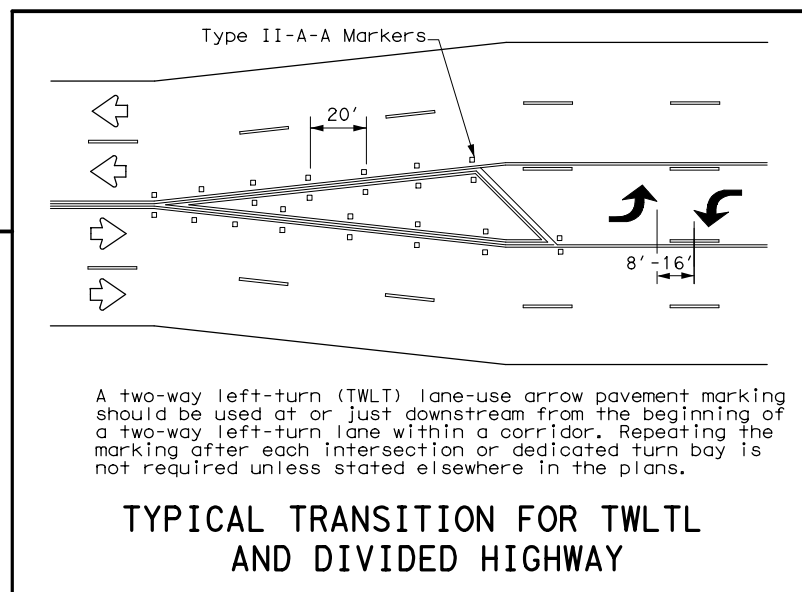 Type II-A-A Markers
20'
8'-16'
A two-way left-turn (TWLT) lane-use arrow pavement marking
should be used at or just downstream from the beginning of
a two-way left-turn lane within a corridor. Repeating the
marking after each intersection or dedicated turn bay is
not required unless stated elsewhere in the plans.
TYPICAL TRANSITION FOR TWLTL
AND DIVIDED HIGHWAY